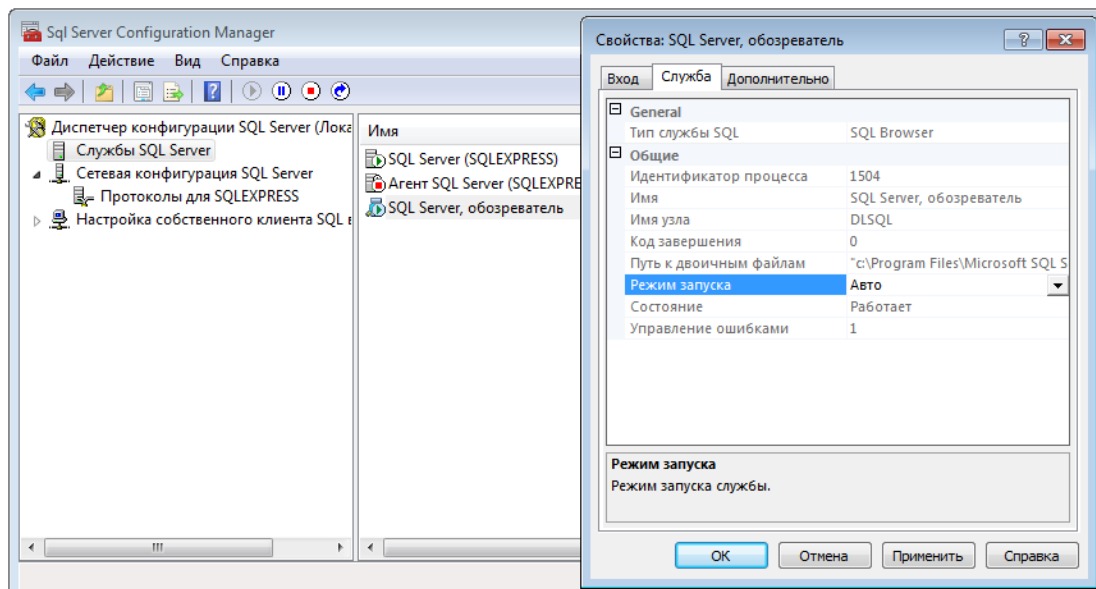 Sql Server Configuration Manager
Файл Действие Вид Справка
Диспетчер конфигурации SQL Server (Лока
Службы SQL Server
Сетевая конфигурация SQL Server
Протоколы для SQLEXPRESS
Настройка собственного клиента SQL в
Имя
SQL Server (SQLEXPRESS)
Агент SQL Server (SQLEXPRE
SQL Server, обозреватель
Свойства: SQL Server, обозреватель
Вход Служба Дополнительно
General
Тип службы SQL SQL Browser
Общие
Идентификатор процесса 1504
Имя SQL Server, обозреватель
Имя узла DLSQL
Код завершения 0
Путь к двоичным файлам "c:\Program Files\Microsoft SQL S
Режим запуска Авто
Состояние Работает
Управление ошибками 1
Режим запуска
Режим запуска службы.
OK Отмена Применить Справка